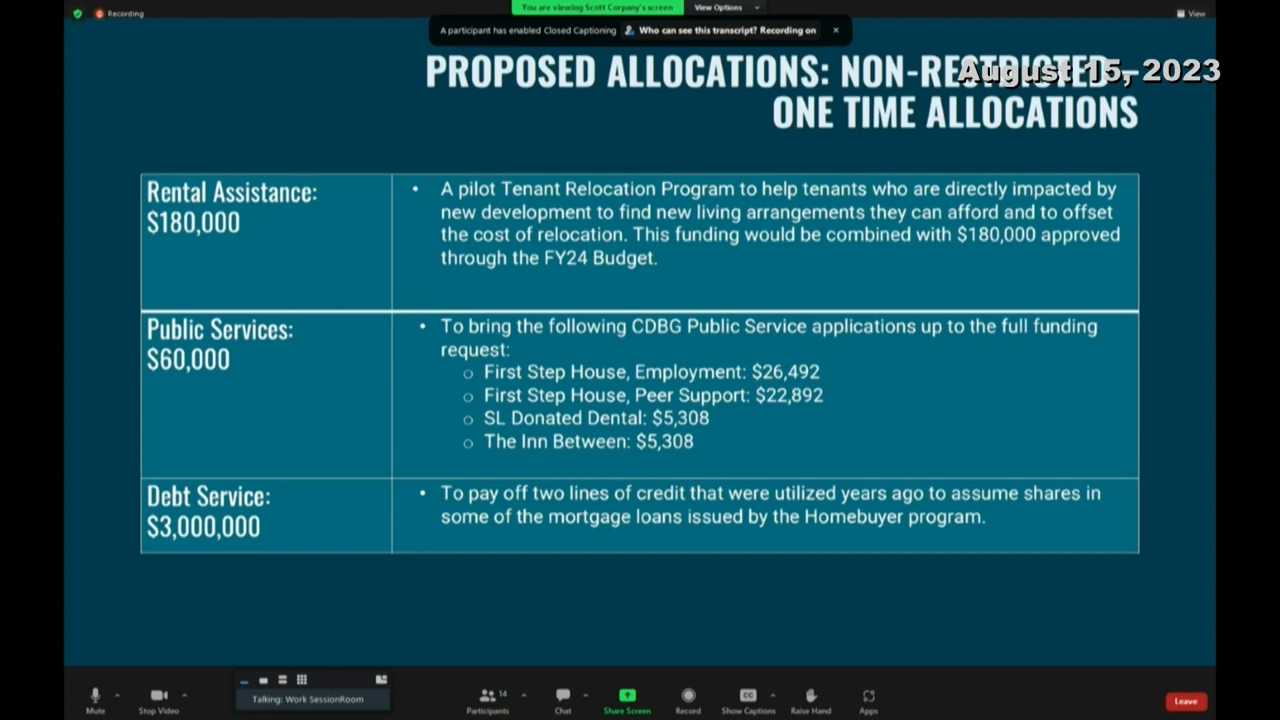 Recording
You are viewing Scott Corpany's screen
View Options
View
A participant has enabled Closed Captioning
Who can see this transcript? Recording on
PROPOSED ALLOCATIONS: NON-RESTRICTED –
August 15, 2023
ONE TIME ALLOCATIONS
Rental Assistance:
$180,000
• A pilot Tenant Relocation Program to help tenants who are directly impacted by
new development to find new living arrangements they can afford and to offset
the cost of relocation. This funding would be combined with $180,000 approved
through the FY24 Budget.
Public Services:
$60,000
• To bring the following CDBG Public Service applications up to the full funding
request:
○ First Step House, Employment: $26,492
○ First Step House, Peer Support: $22,892
○ SL Donated Dental: $5,308
○ The Inn Between: $5,308
Debt Service:
$3,000,000
• To pay off two lines of credit that were utilized years ago to assume shares in
some of the mortgage loans issued by the Homebuyer program.
Talking: Work SessionRoom
Mute
Stop Video
14
Participants
Chat
Share Screen
Record
CC
Show Captions
Raise Hand
Apps
Leave